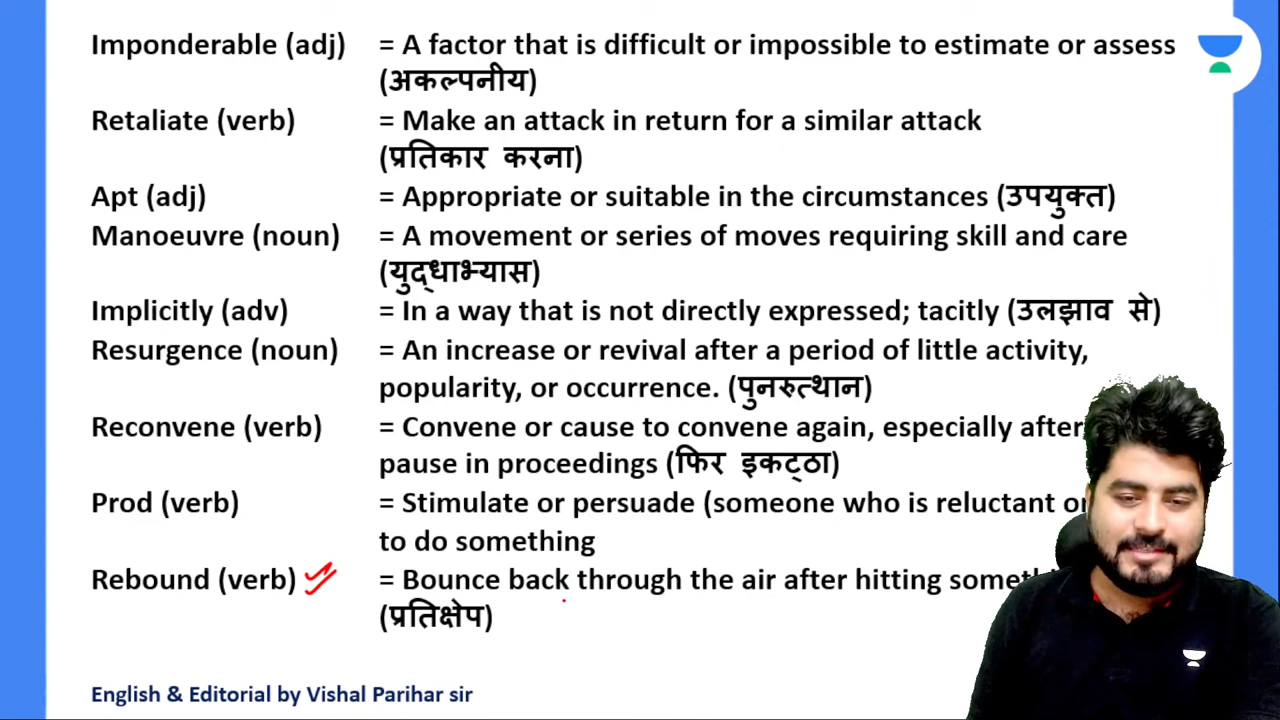 Imponderable (adj) = A factor that is difficult or impossible to estimate or assess
(अकल्पनीय)
Retaliate (verb) = Make an attack in return for a similar attack
(प्रतिकार करना)
Apt (adj) = Appropriate or suitable in the circumstances (उपयुक्त)
Manoeuvre (noun) = A movement or series of moves requiring skill and care
(युद्धाभ्यास)
Implicitly (adv) = In a way that is not directly expressed; tacitly (उलझाव से)
Resurgence (noun) = An increase or revival after a period of little activity,
popularity, or occurrence. (पुनरुत्थान)
Reconvene (verb) = Convene or cause to convene again, especially after
pause in proceedings (फिर इकट्ठा)
Prod (verb) = Stimulate or persuade (someone who is reluctant or
to do something
Rebound (verb) = Bounce back through the air after hitting
(प्रतिक्षेप)
English & Editorial by Vishal Parihar sir